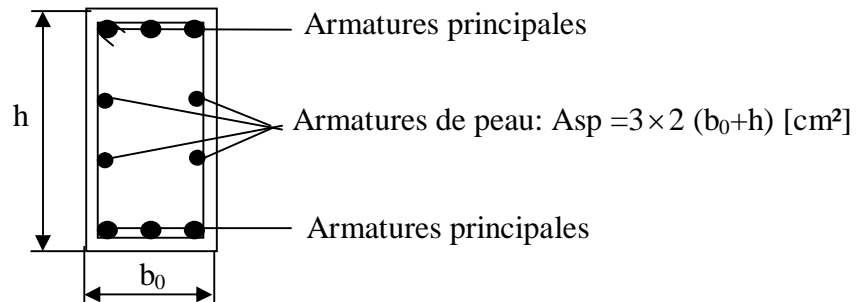 Armatures principales
h
Armatures de peau: Asp =3×2 (b₀+h) [cm²]
Armatures principales
b₀